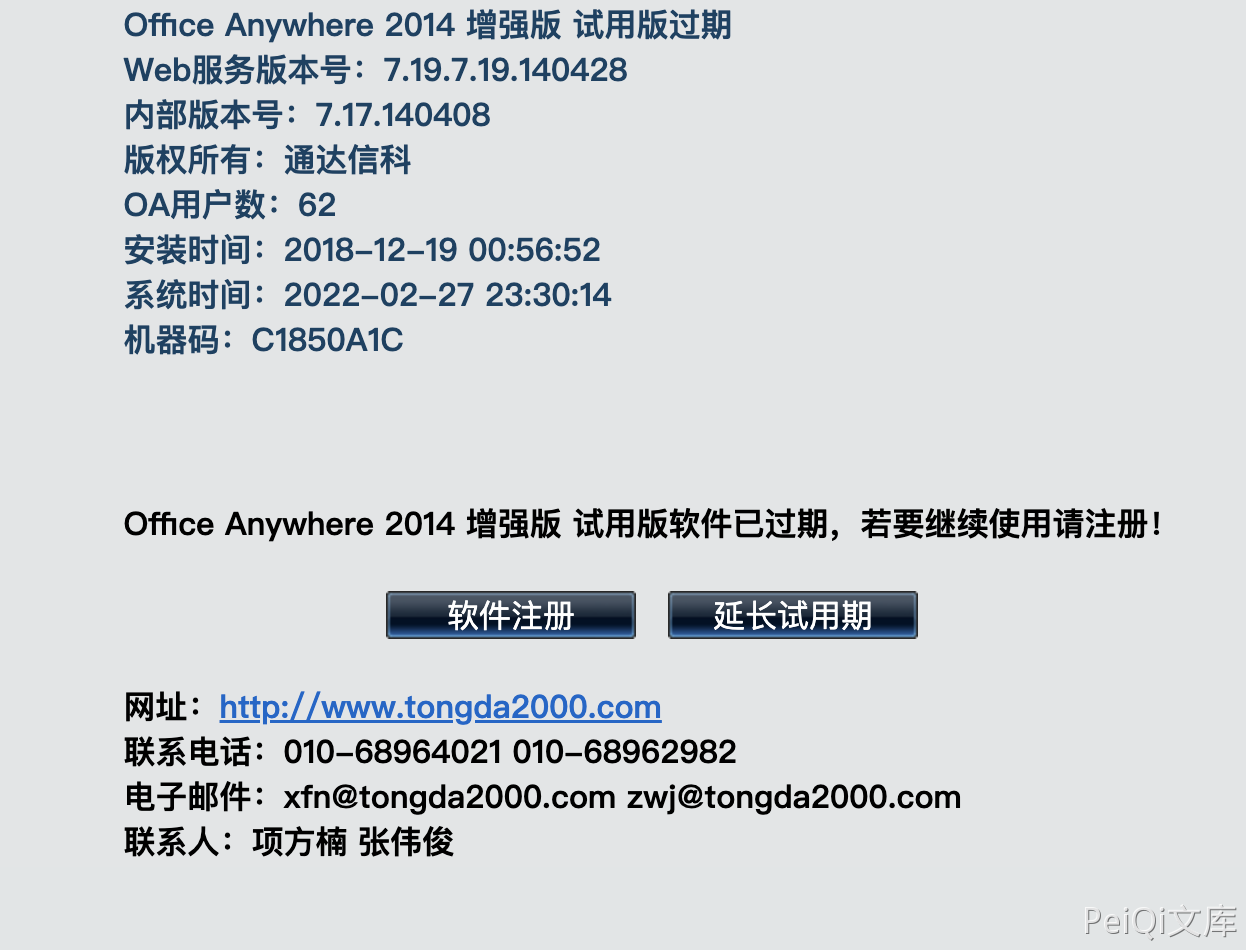 Office Anywhere 2014 增强版 试用版过期
Web服务版本号：7.19.7.19.140428
内部版本号：7.17.140408
版权所有：通达信科
OA用户数：62
安装时间：2018-12-19 00:56:52
系统时间：2022-02-27 23:30:14
机器码：C1850A1C
Office Anywhere 2014 增强版 试用版软件已过期，若要继续使用请注册！
软件注册 延长试用期
网址：http://www.tongda2000.com
联系电话：010-68964021 010-68962982
电子邮件：xfn@tongda2000.com zwj@tongda2000.com
联系人：项方楠 张伟俊
PeiQi文库